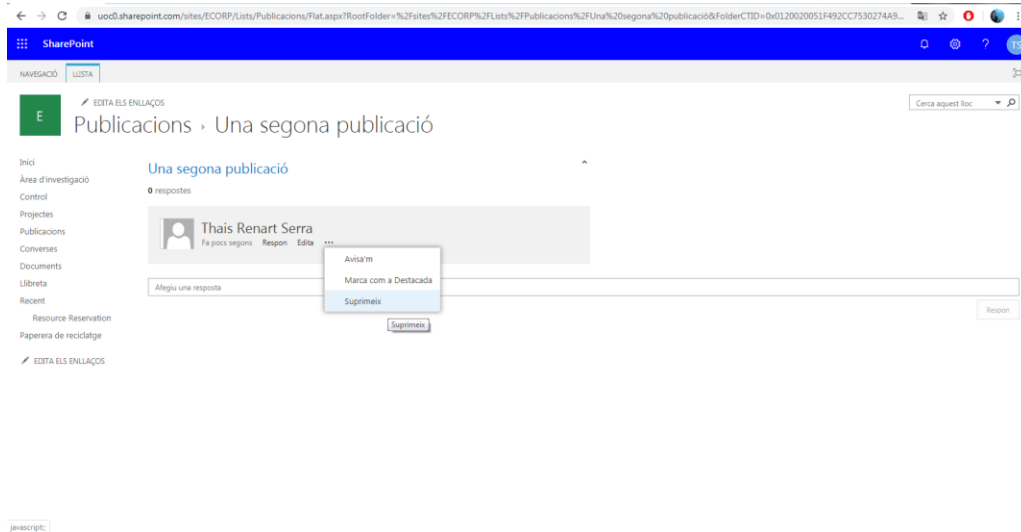 uoc0.sharepoint.com/sites/ECORP/Lists/Publicacions/Flat.aspx?RootFolder=%2Fsites%2FECORP%2FLists%2FPublicacions%2FUna%20segona%20publicació&FolderCTID=0x0120020051F492CC7530274A9...
SharePoint
TS
NAVEGACIÓ LLISTA
EDITA ELS ENLLAÇOS
Cerca aquest lloc
E
Publicacions › Una segona publicació
Inici
Àrea d'investigació
Control
Projectes
Publicacions
Converses
Documents
Llibreta
Recent
Resource Reservation
Paperera de reciclatge
EDITA ELS ENLLAÇOS
Una segona publicació
0 respostes
Thais Renart Serra
Fa pocs segons Respon Edita ...
Avisa'm
Marca com a Destacada
Suprimeix
Suprimeix
Afegiu una resposta
Respon
javascript:;